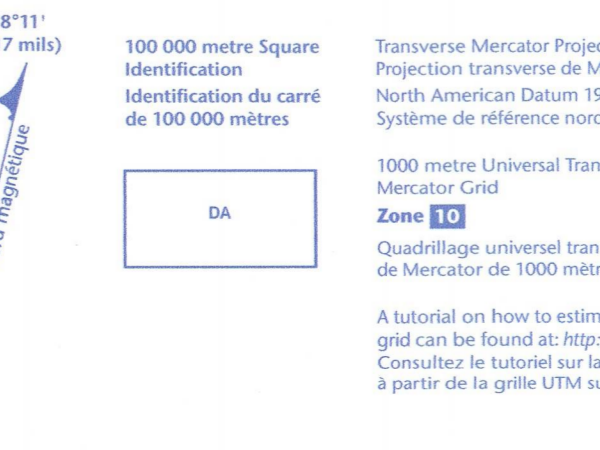 8°11'
7 mils)
magnétique
100 000 metre Square
Identification
Identification du carré
de 100 000 mètres
DA
Transverse Mercator Projec
Projection transverse de M
North American Datum 19
Système de référence nord
1000 metre Universal Tran
Mercator Grid
Zone 10
Quadrillage universel tran
de Mercator de 1000 mètr
A tutorial on how to estim
grid can be found at: http:
Consultez le tutoriel sur la
à partir de la grille UTM su